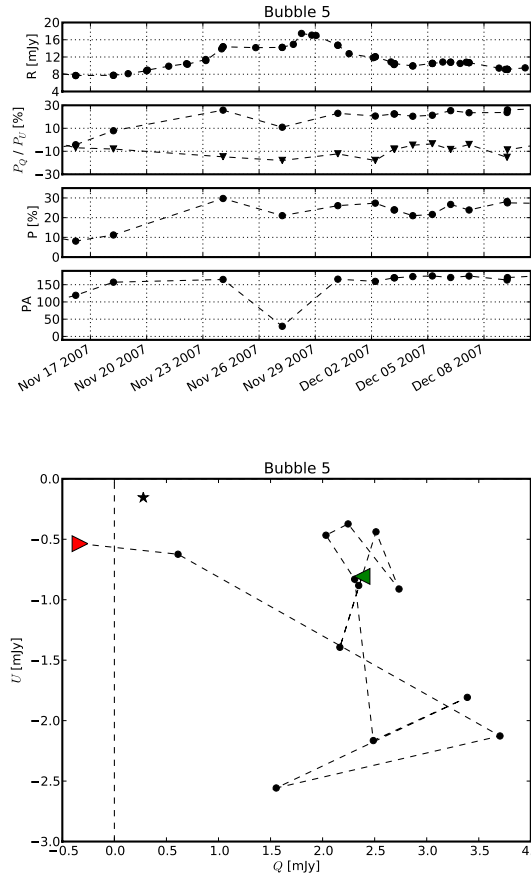 Bubble 5
R [mJy]
20
16
12
8
4
P_Q / P_U [%]
30
10
−10
−30
P [%]
30
20
10
0
PA
150
100
50
0
Nov 17 2007
Nov 20 2007
Nov 23 2007
Nov 26 2007
Nov 29 2007
Dec 02 2007
Dec 05 2007
Dec 08 2007
Bubble 5
U [mJy]
0.0
−0.5
−1.0
−1.5
−2.0
−2.5
−3.0
−0.5 0.0 0.5 1.0 1.5 2.0 2.5 3.0 3.5 4
Q [mJy]